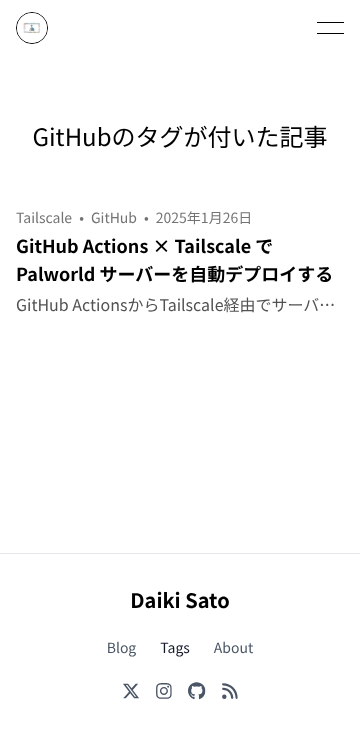 GitHubのタグが付いた記事
Tailscale • GitHub • 2025年1月26日
GitHub Actions × Tailscale で
Palworld サーバーを自動デプロイする
GitHub ActionsからTailscale経由でサーバ…
Daiki Sato
Blog Tags About